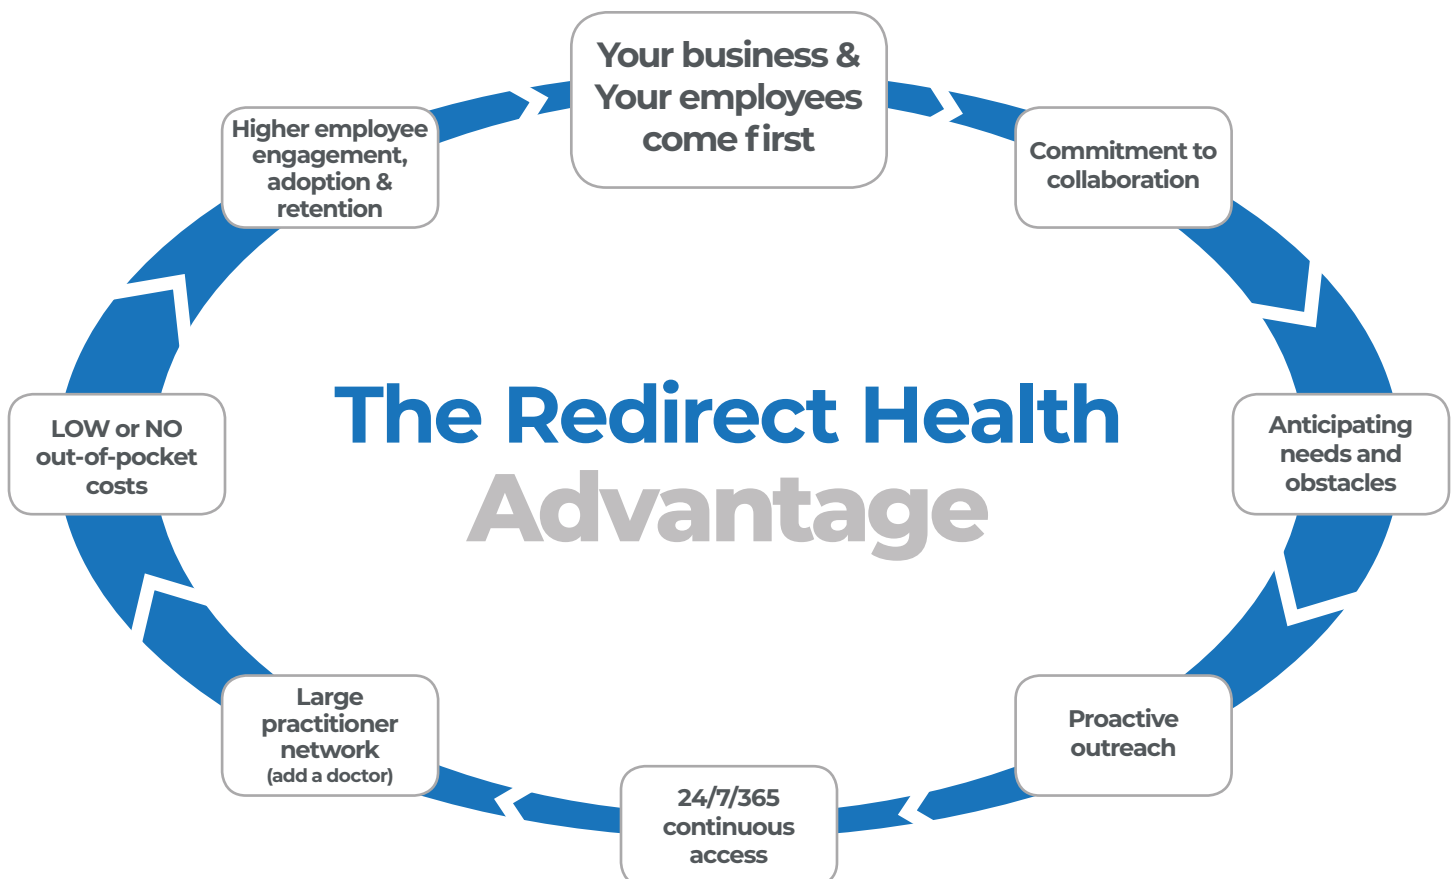 Your business &
Your employees
come first
Higher employee
engagement,
adoption &
retention
Commitment to
collaboration
The Redirect Health
Advantage
LOW or NO
out-of-pocket
costs
Anticipating
needs and
obstacles
Large
practitioner
network
(add a doctor)
Proactive
outreach
24/7/365
continuous
access